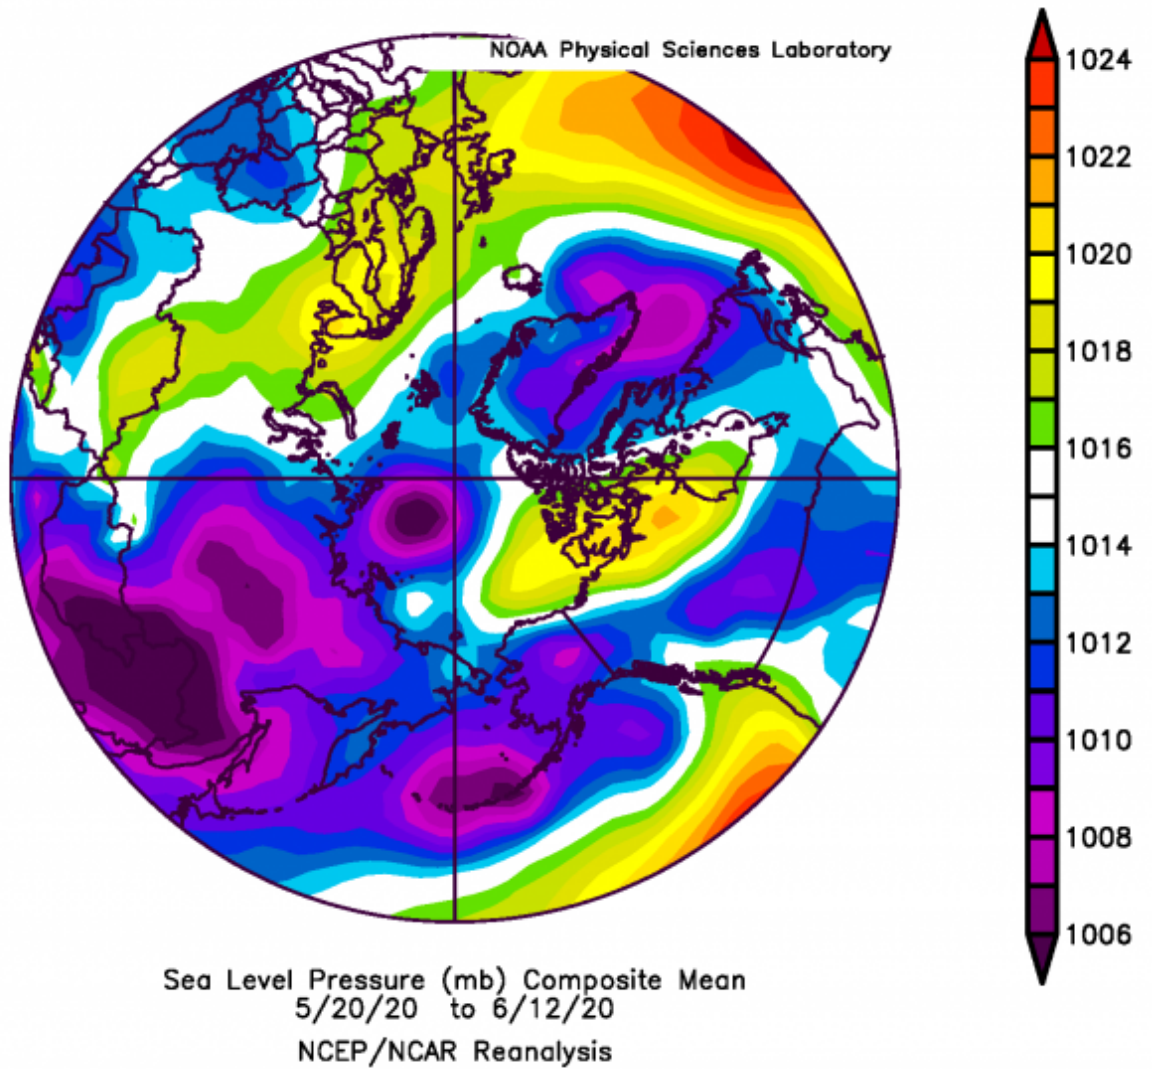 NOAA Physical Sciences Laboratory
1024
1022
1020
1018
1016
1014
1012
1010
1008
1006
Sea Level Pressure (mb) Composite Mean
5/20/20 to 6/12/20
NCEP/NCAR Reanalysis